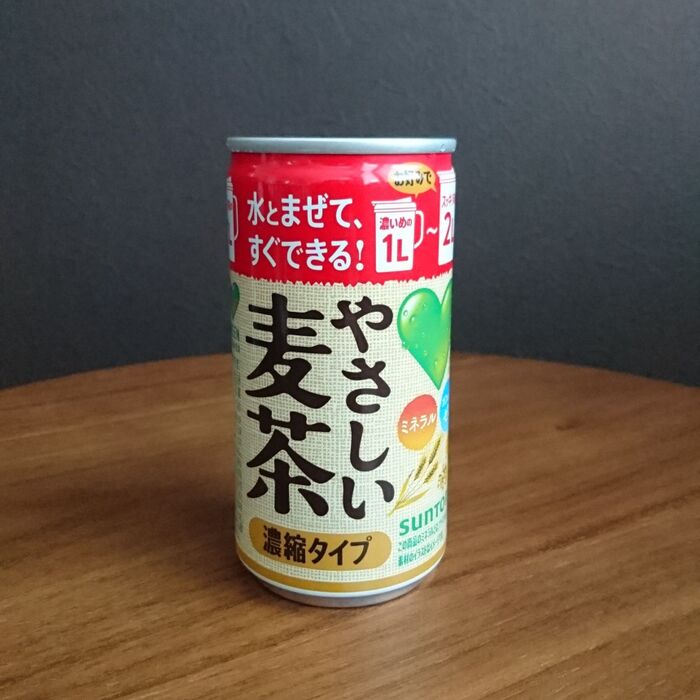 お好みで
水とまぜて、
すぐできる!
濃いめの
1L
~
やさしい
麦茶
ミネラル
濃縮タイプ